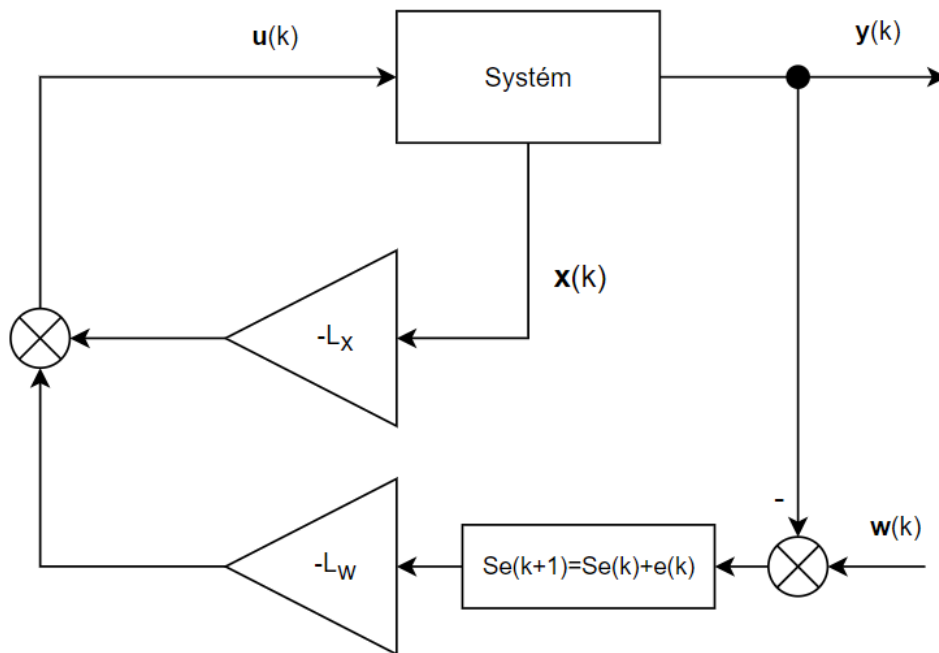 u(k)
y(k)
Systém
x(k)
-Lx
-
w(k)
-Lw
Se(k+1)=Se(k)+e(k)